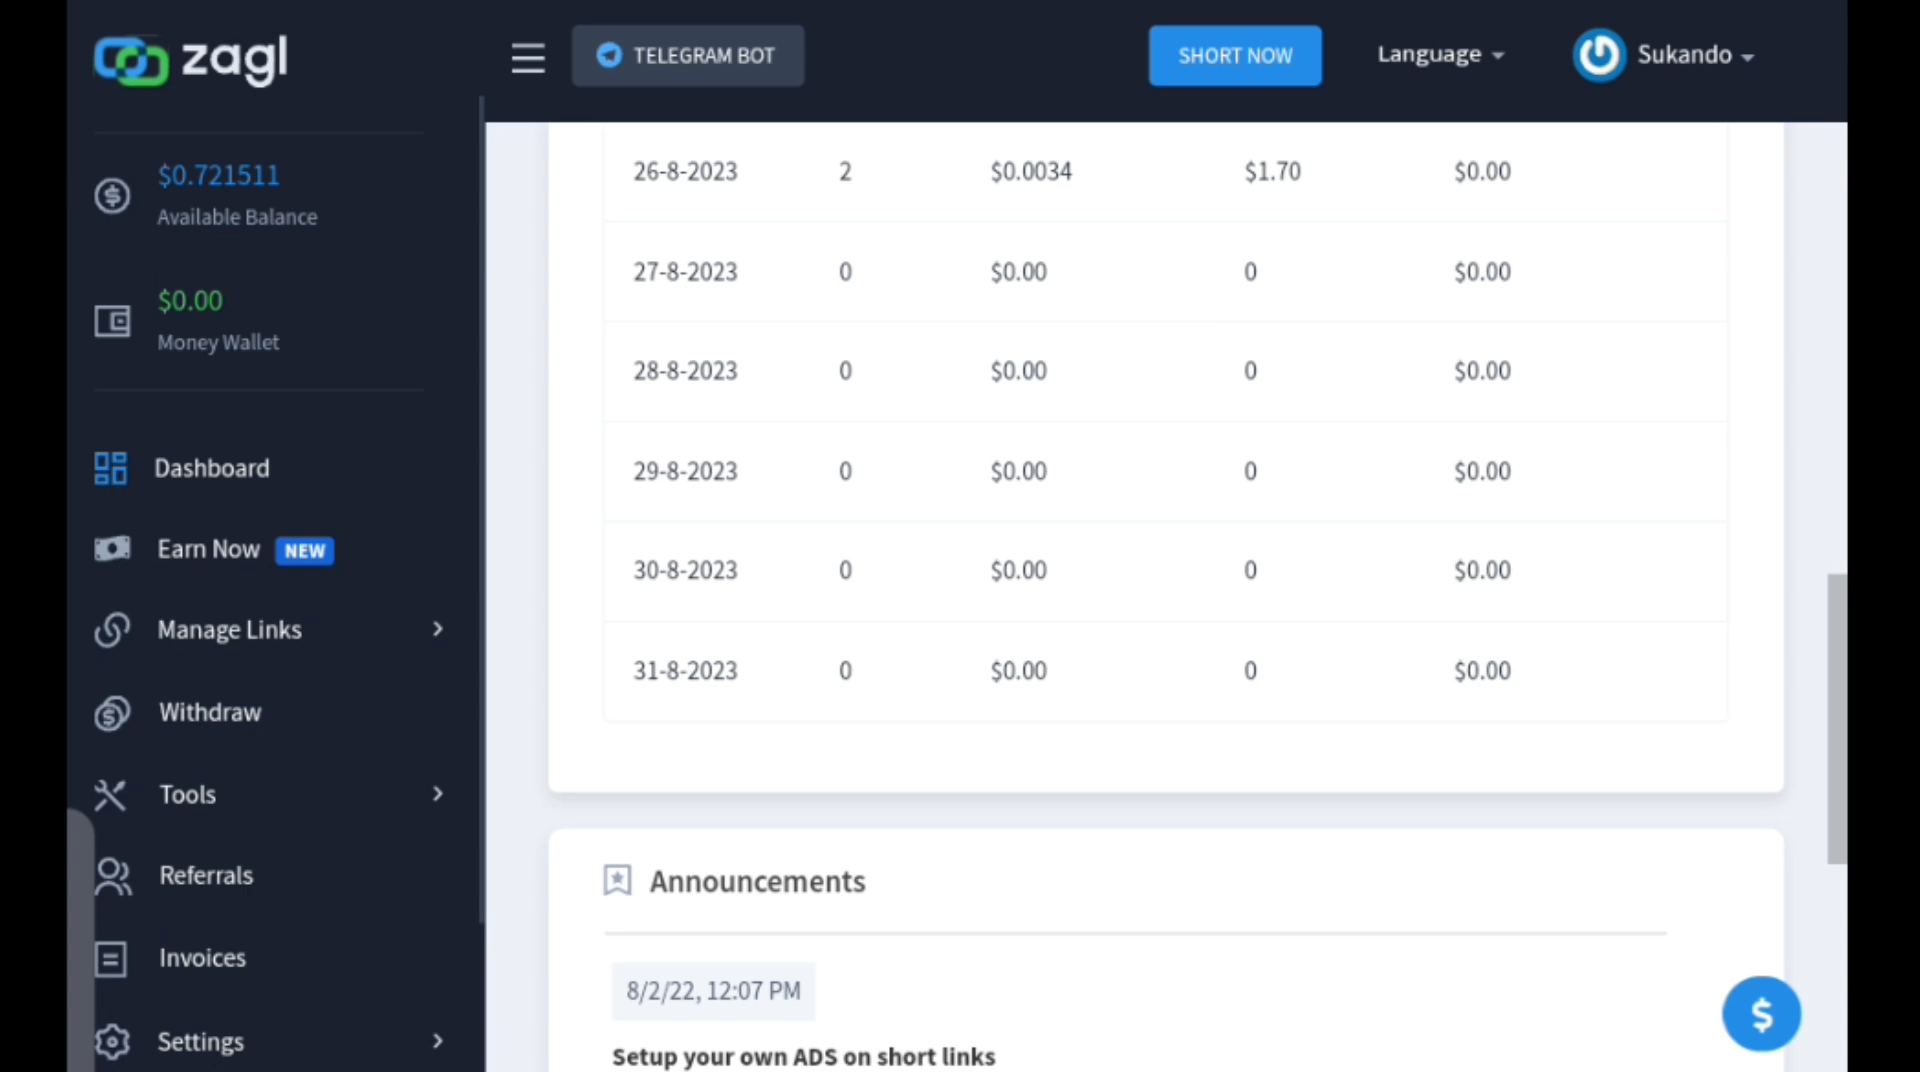 zagl
TELEGRAM BOT
SHORT NOW
Language
Sukando
$0.721511
Available Balance
$0.00
Money Wallet
Dashboard
Earn Now NEW
Manage Links
Withdraw
Tools
Referrals
Invoices
Settings
26-8-2023 2 $0.0034 $1.70 $0.00
27-8-2023 0 $0.00 0 $0.00
28-8-2023 0 $0.00 0 $0.00
29-8-2023 0 $0.00 0 $0.00
30-8-2023 0 $0.00 0 $0.00
31-8-2023 0 $0.00 0 $0.00
Announcements
8/2/22, 12:07 PM
Setup your own ADS on short links